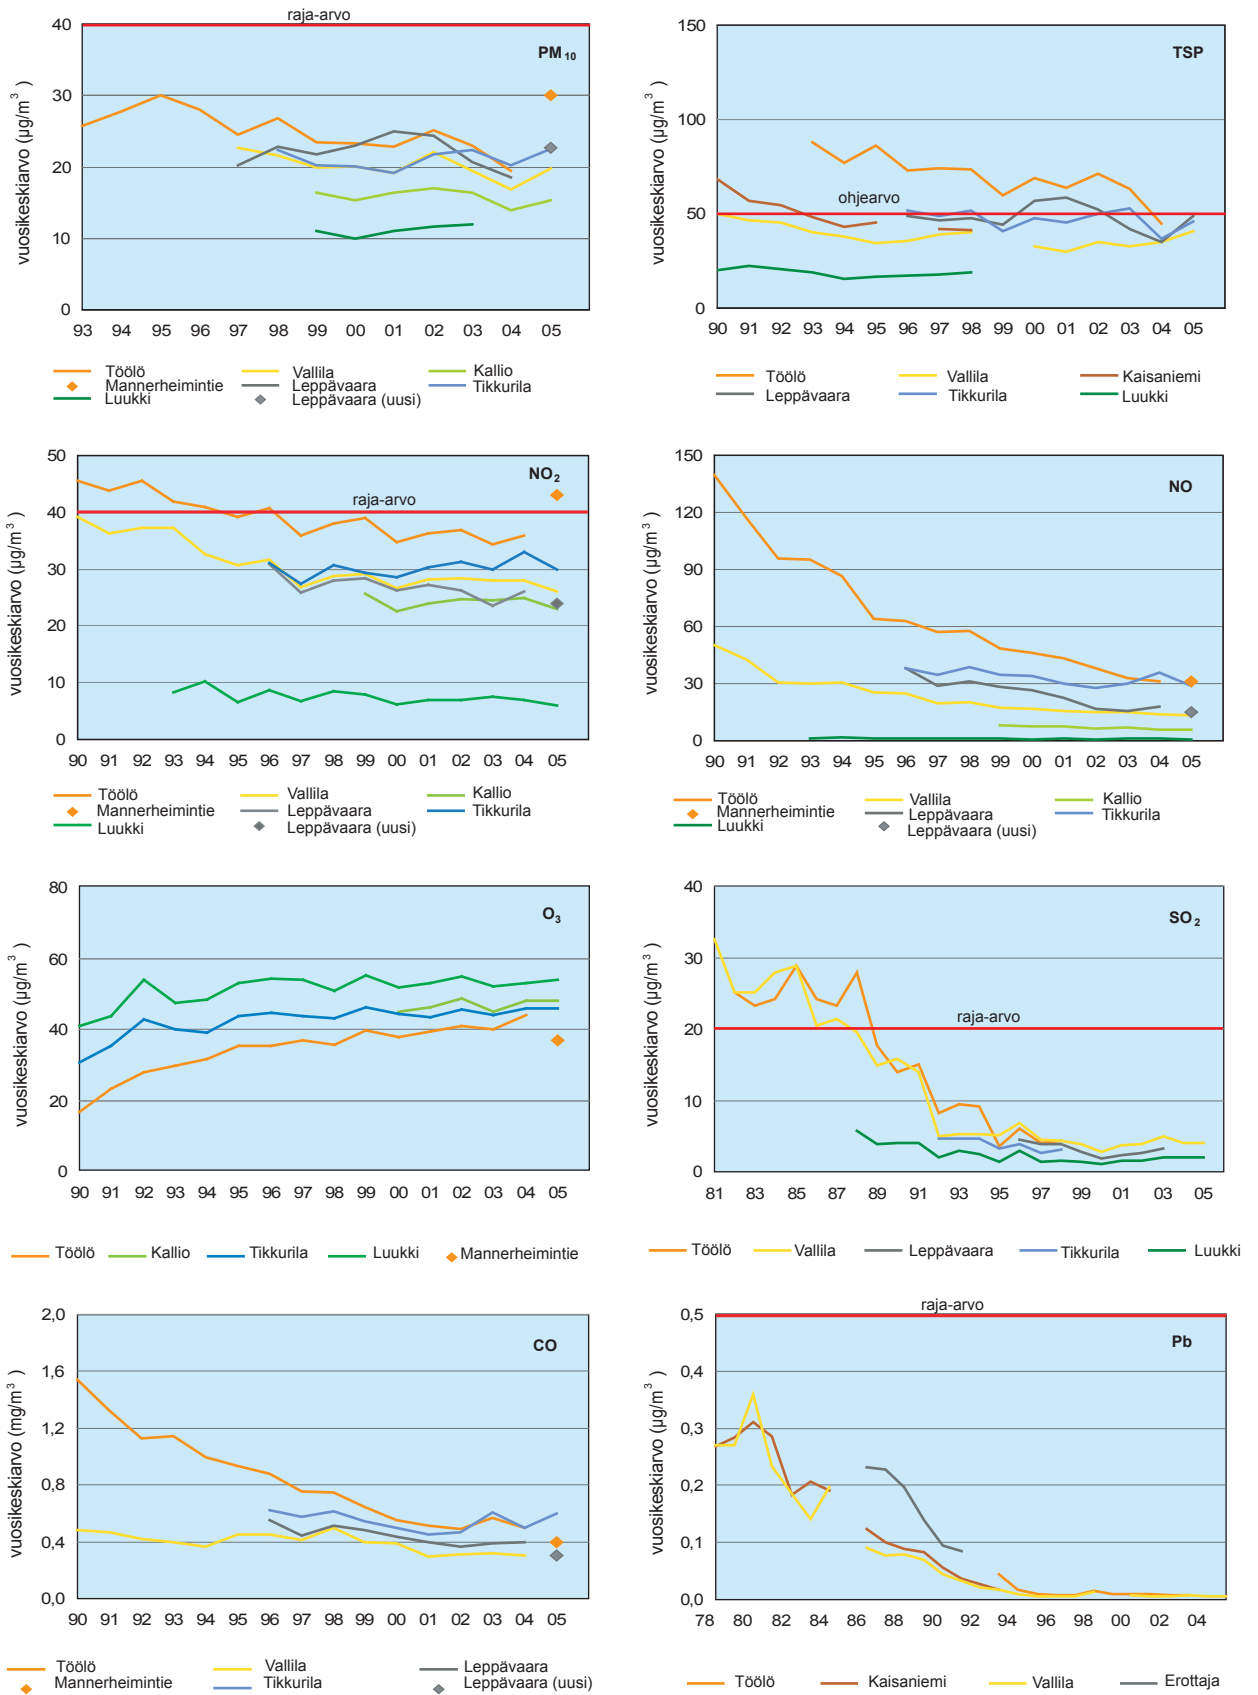 raja-arvo
PM10
vuosikeskiarvo (µg/m³ )
40
30
20
10
0
93 94 95 96 97 98 99 00 01 02 03 04 05
Töölö Vallila Kallio
Mannerheimintie Leppävaara Tikkurila
Luukki Leppävaara (uusi)
TSP
vuosikeskiarvo (µg/m³ )
150
100
ohjearvo
50
0
90 91 92 93 94 95 96 97 98 99 00 01 02 03 04 05
Töölö Vallila Kaisaniemi
Leppävaara Tikkurila Luukki
NO2
vuosikeskiarvo (µg/m³ )
50
raja-arvo
40
30
20
10
0
90 91 92 93 94 95 96 97 98 99 00 01 02 03 04 05
Töölö Vallila Kallio
Mannerheimintie Leppävaara Tikkurila
Luukki Leppävaara (uusi)
NO
vuosikeskiarvo (µg/m³ )
150
120
90
60
30
0
90 91 92 93 94 95 96 97 98 99 00 01 02 03 04 05
Töölö Vallila Kallio
Mannerheimintie Leppävaara Tikkurila
Luukki Leppävaara (uusi)
O3
vuosikeskiarvo (µg/m³ )
80
60
40
20
0
90 91 92 93 94 95 96 97 98 99 00 01 02 03 04 05
Töölö Kallio Tikkurila Luukki Mannerheimintie
SO2
vuosikeskiarvo (µg/m³ )
40
30
raja-arvo
20
10
0
81 83 85 87 89 91 93 95 97 99 01 03 05
Töölö Vallila Leppävaara Tikkurila Luukki
CO
vuosikeskiarvo (mg/m³ )
2,0
1,6
1,2
0,8
0,4
0,0
90 91 92 93 94 95 96 97 98 99 00 01 02 03 04 05
Töölö Vallila Leppävaara
Mannerheimintie Tikkurila Leppävaara (uusi)
raja-arvo
Pb
vuosikeskiarvo (µg/m³ )
0,5
0,4
0,3
0,2
0,1
0,0
78 80 82 84 86 88 90 92 94 96 98 00 02 04
Töölö Kaisaniemi Vallila Erottaja